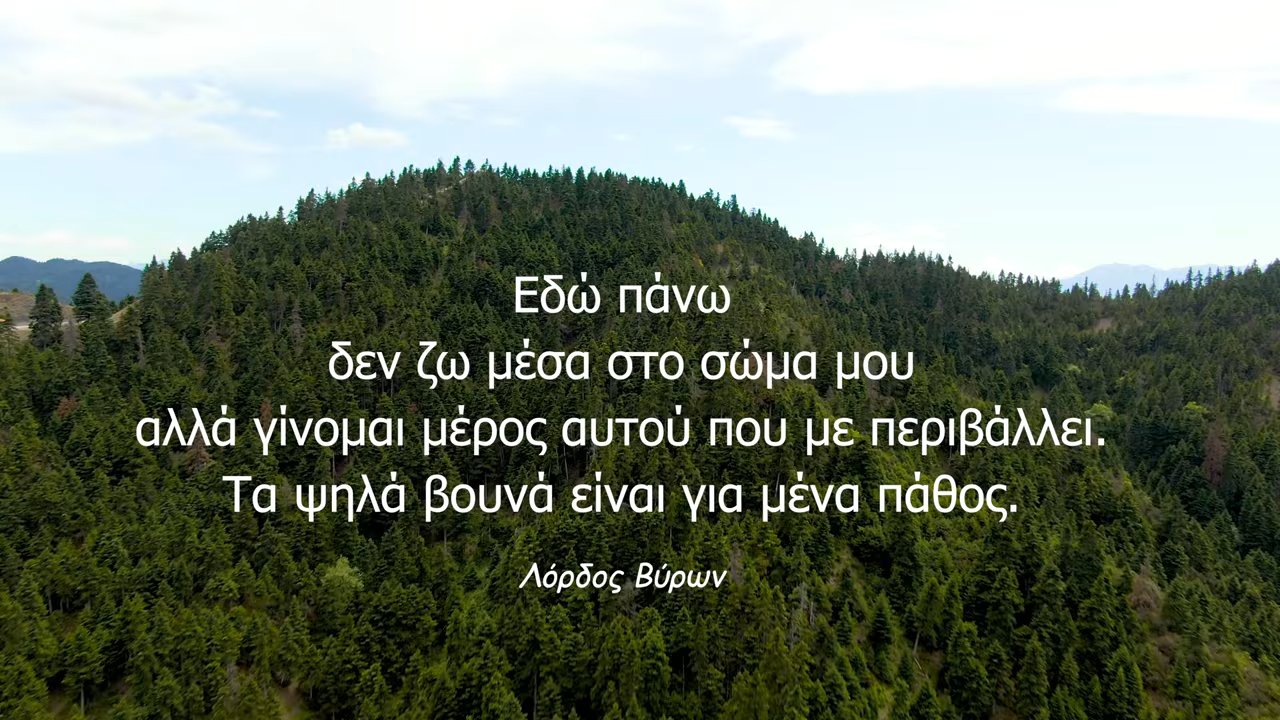 Εδώ πάνω
δεν ζω μέσα στο σώμα μου
αλλά γίνομαι μέρος αυτού που με περιβάλλει.
Τα ψηλά βουνά είναι για μένα πάθος.
Λόρδος Βύρων